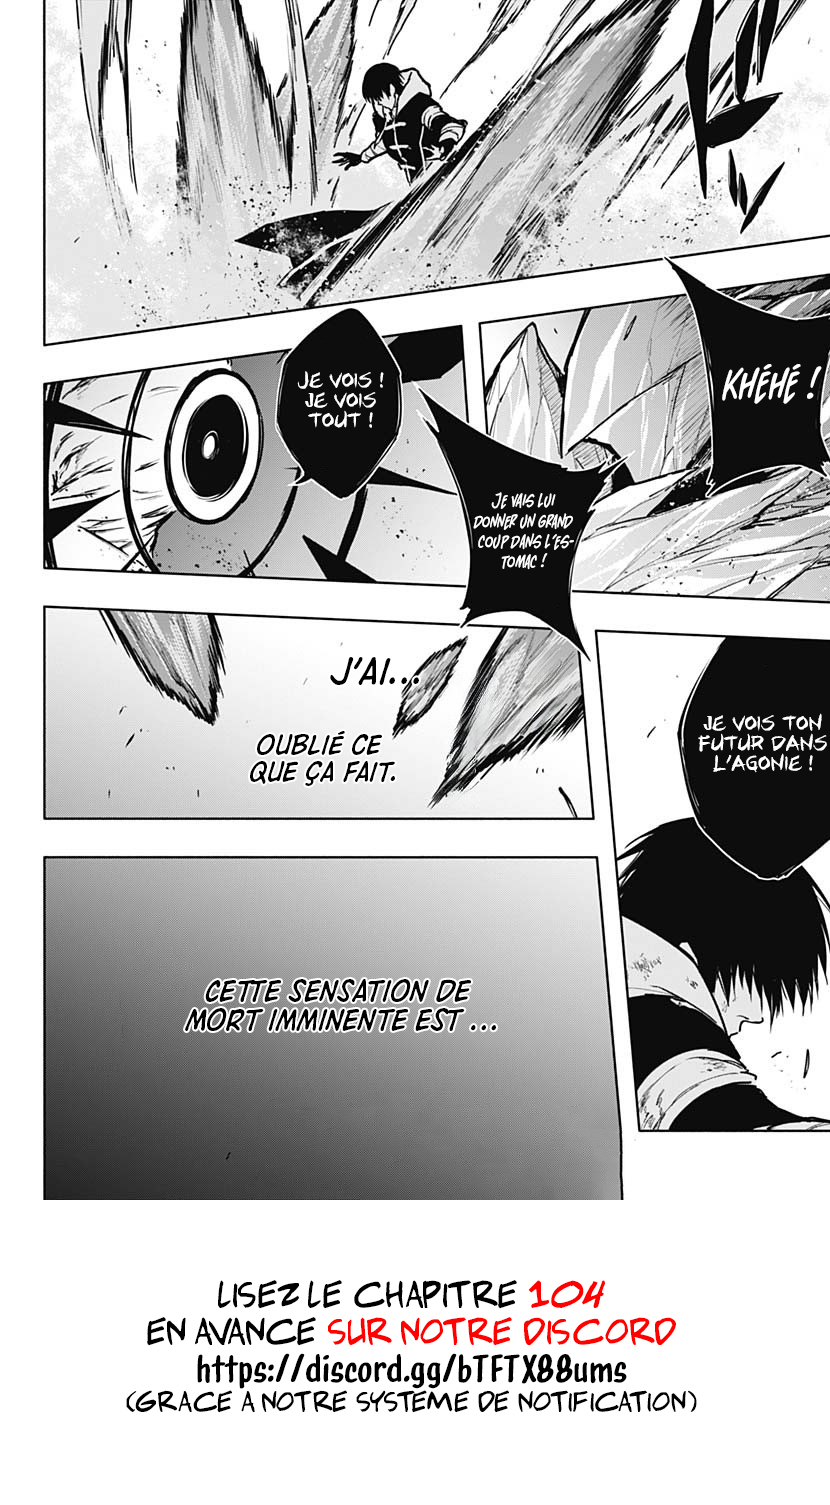 KHÉHÉ !
JE VAIS LUI
DONNER UN GRAND
COUP DANS L'ES-
TOMAC !
JE VOIS !
JE VOIS
TOUT !
JE VOIS TON
FUTUR DANS
L'AGONIE !
J'AI...
OUBLIÉ CE
QUE ÇA FAIT.
CETTE SENSATION DE
MORT IMMINENTE EST ...
LISEZ LE CHAPITRE 104
EN AVANCE SUR NOTRE DISCORD
https://discord.gg/bTFTX88ums
(GRACE A NOTRE SYSTEME DE NOTIFICATION)